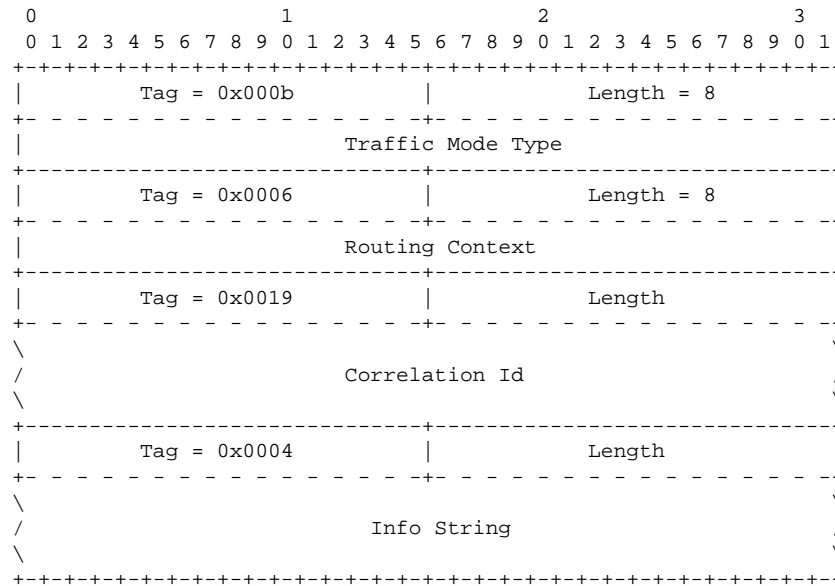 0                   1                   2                   3
 0 1 2 3 4 5 6 7 8 9 0 1 2 3 4 5 6 7 8 9 0 1 2 3 4 5 6 7 8 9 0 1
+-+-+-+-+-+-+-+-+-+-+-+-+-+-+-+-+-+-+-+-+-+-+-+-+-+-+-+-+-+-+-+-
|         Tag = 0x000b          |            Length = 8
+- - - - - - - - - - - - - - - -+- - - - - - - - - - - - - - - --
|                         Traffic Mode Type
+-------------------------------+--------------------------------
|         Tag = 0x0006          |            Length = 8
+- - - - - - - - - - - - - - - -+- - - - - - - - - - - - - - - --
|                         Routing Context
+-------------------------------+--------------------------------
|         Tag = 0x0019          |            Length
+- - - - - - - - - - - - - - - -+- - - - - - - - - - - - - - - --
\                                                               \
/                         Correlation Id                        /
\                                                               \
+-------------------------------+--------------------------------
|         Tag = 0x0004          |            Length
+- - - - - - - - - - - - - - - -+- - - - - - - - - - - - - - - --
\                                                               \
/                           Info String                         /
\                                                               \
+-+-+-+-+-+-+-+-+-+-+-+-+-+-+-+-+-+-+-+-+-+-+-+-+-+-+-+-+-+-+-+-